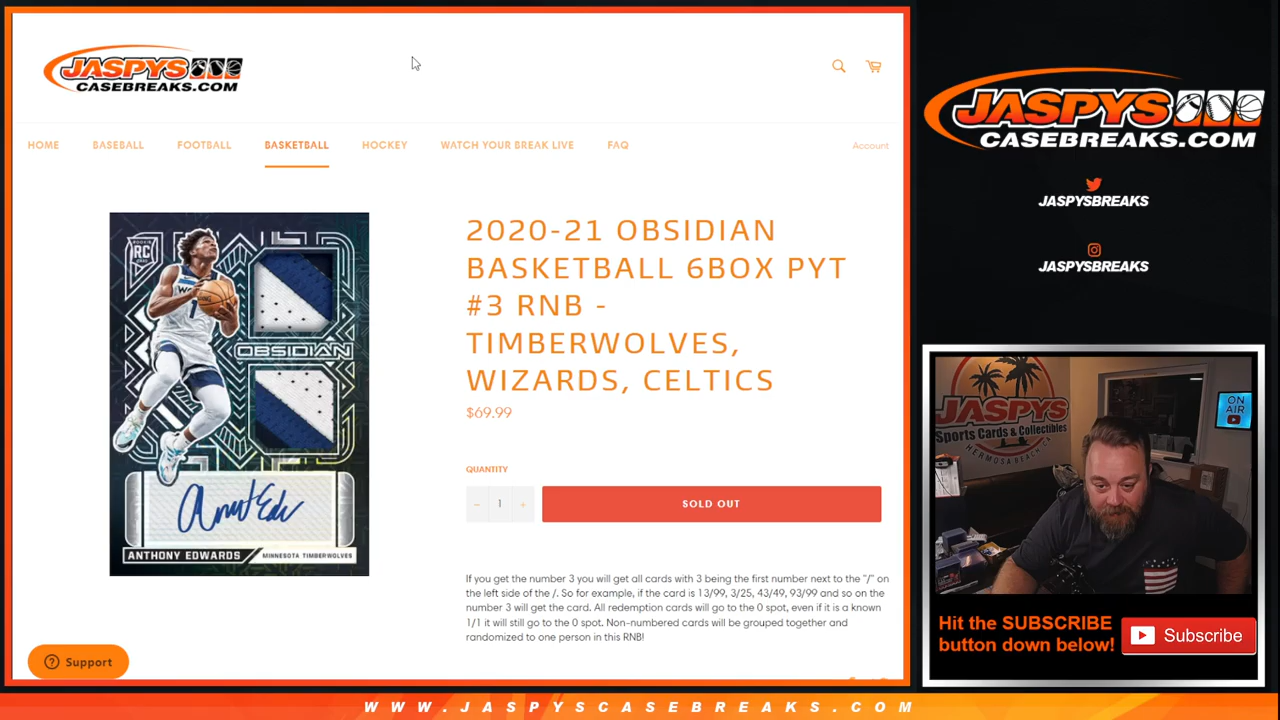 JASPYS
CASEBREAKS.COM
HOME
BASEBALL
FOOTBALL
BASKETBALL
HOCKEY
WATCH YOUR BREAK LIVE
FAQ
Account
RC
OBSIDIAN
ANTHONY EDWARDS
MINNESOTA TIMBERWOLVES
2020-21 OBSIDIAN
BASKETBALL 6BOX PYT
#3 RNB -
TIMBERWOLVES,
WIZARDS, CELTICS
$69.99
QUANTITY
− 1 +
SOLD OUT
If you get the number 3 you will get all cards with 3 being the first number next to the "/" on
the left side of the /. So for example, if the card is 13/99, 3/25, 43/49, 93/99 and so on the
number 3 will get the card. All redemption cards will go to the 0 spot, even if it is a known
1/1 it will still go to the 0 spot. Non-numbered cards will be grouped together and
randomized to one person in this RNB!
Support
JASPYS
CASEBREAKS.COM
JASPYSBREAKS
JASPYSBREAKS
JASPYS
Sports Cards & Collectibles
HERMOSA BEACH, CA
ON
AIR
Hit the SUBSCRIBE
button down below!
Subscribe
WWW.JASPYSCASEBREAKS.COM